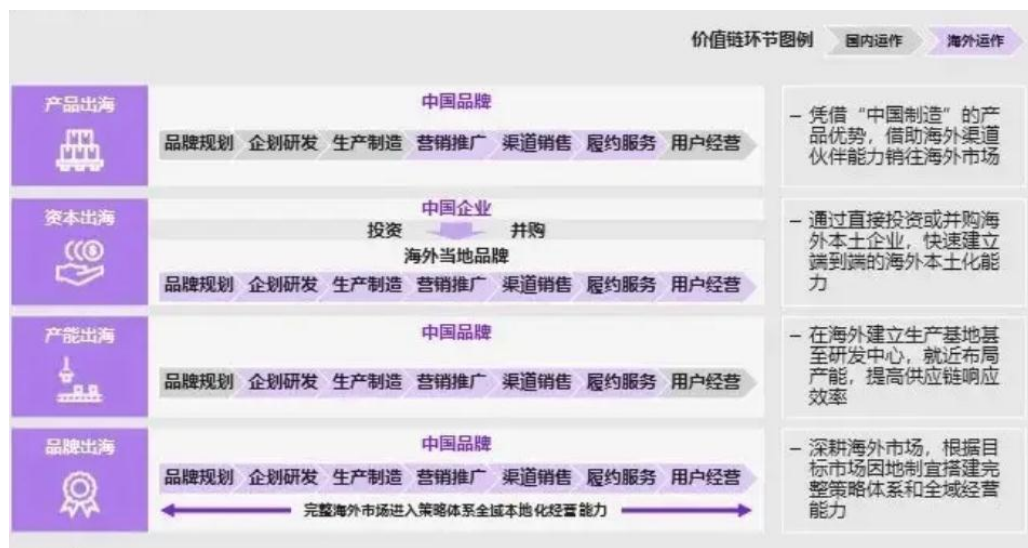 价值链环节图例 国内运作 海外运作
产品出海
中国品牌
品牌规划 企划研发 生产制造 营销推广 渠道销售 履约服务 用户经营
– 凭借“中国制造”的产
品优势，借助海外渠道
伙伴能力销往海外市场
资本出海
中国企业
投资 并购
海外当地品牌
品牌规划 企划研发 生产制造 营销推广 渠道销售 履约服务 用户经营
– 通过直接投资或并购海
外本土企业，快速建立
端到端的海外本土化能
力
产能出海
中国品牌
品牌规划 企划研发 生产制造 营销推广 渠道销售 履约服务 用户经营
– 在海外建立生产基地甚
至研发中心，就近布局
产能，提高供应链响应
效率
品牌出海
中国品牌
品牌规划 企划研发 生产制造 营销推广 渠道销售 履约服务 用户经营
完整海外市场进入策略体系全域本地化经营能力
– 深耕海外市场，根据目
标市场因地制宜搭建完
整策略体系和全域经营
能力